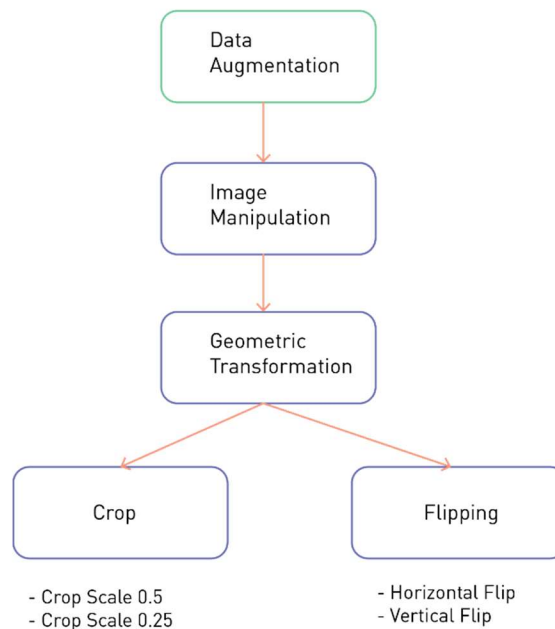 Data
Augmentation
Image
Manipulation
Geometric
Transformation
Crop
Flipping
- Crop Scale 0.5
- Crop Scale 0.25
- Horizontal Flip
- Vertical Flip